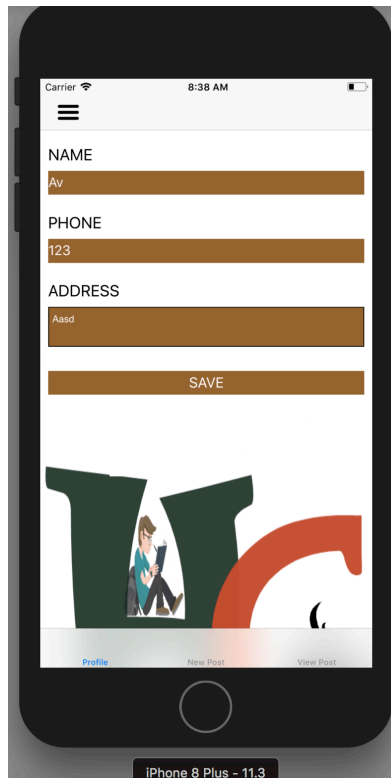 Carrier 8:38 AM
NAME
Av
PHONE
123
ADDRESS
Aasd
SAVE
Profile New Post View Post
iPhone 8 Plus - 11.3